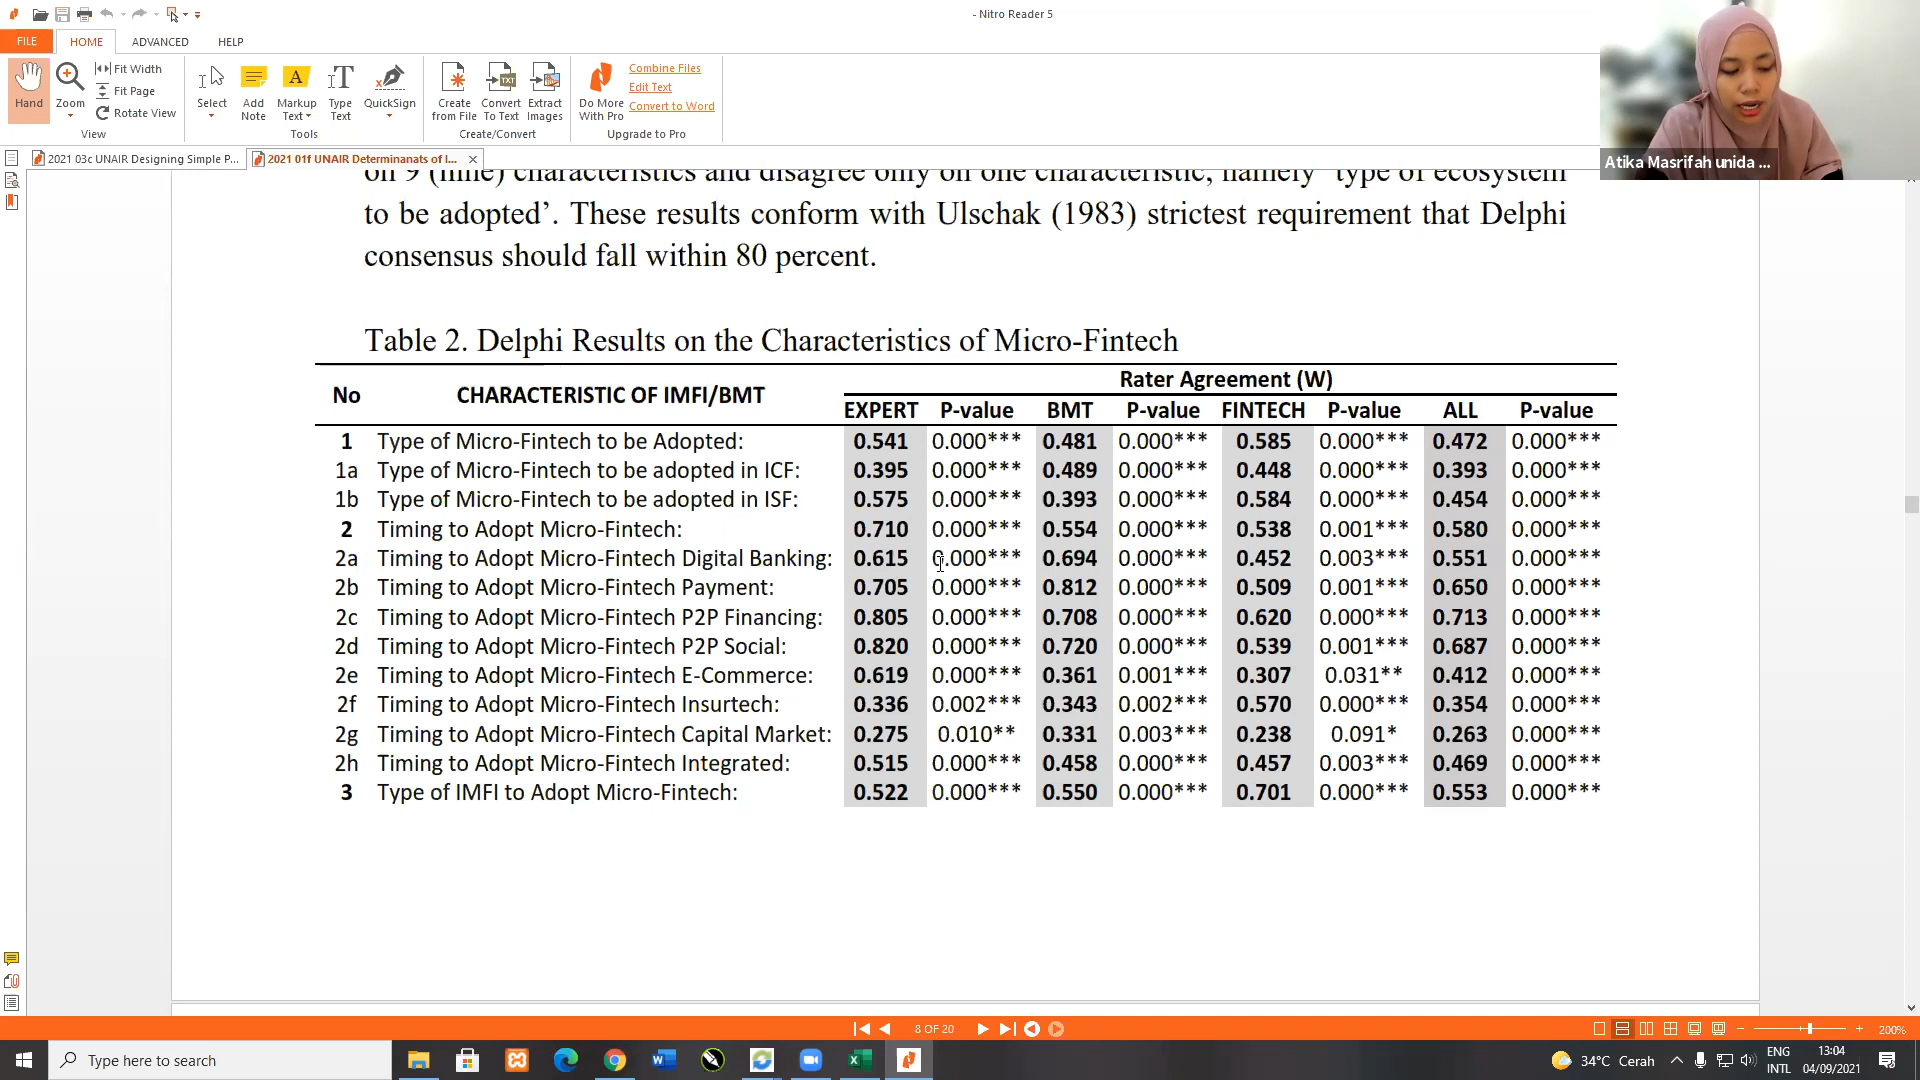 - Nitro Reader 5
FILE HOME ADVANCED HELP
Hand
Zoom
Fit Width
Fit Page
Rotate View
View
Select
Add Note
Markup Text
Type Text
QuickSign
Tools
Create from File
Convert To Text
Extract Images
Create/Convert
Do More With Pro
Combine Files
Edit Text
Convert to Word
Upgrade to Pro
Atika Masrifah unida ...
2021 03c UNAIR Designing Simple P...
2021 01f UNAIR Determinanats of I...
on 9 (nine) characteristics and disagree only on one characteristic, namely 'type of ecosystem
to be adopted'. These results conform with Ulschak (1983) strictest requirement that Delphi
consensus should fall within 80 percent.
Table 2. Delphi Results on the Characteristics of Micro-Fintech
No CHARACTERISTIC OF IMFI/BMT Rater Agreement (W)
EXPERT P-value BMT P-value FINTECH P-value ALL P-value
1 Type of Micro-Fintech to be Adopted: 0.541 0.000*** 0.481 0.000*** 0.585 0.000*** 0.472 0.000***
1a Type of Micro-Fintech to be adopted in ICF: 0.395 0.000*** 0.489 0.000*** 0.448 0.000*** 0.393 0.000***
1b Type of Micro-Fintech to be adopted in ISF: 0.575 0.000*** 0.393 0.000*** 0.584 0.000*** 0.454 0.000***
2 Timing to Adopt Micro-Fintech: 0.710 0.000*** 0.554 0.000*** 0.538 0.001*** 0.580 0.000***
2a Timing to Adopt Micro-Fintech Digital Banking: 0.615 0.000*** 0.694 0.000*** 0.452 0.003*** 0.551 0.000***
2b Timing to Adopt Micro-Fintech Payment: 0.705 0.000*** 0.812 0.000*** 0.509 0.001*** 0.650 0.000***
2c Timing to Adopt Micro-Fintech P2P Financing: 0.805 0.000*** 0.708 0.000*** 0.620 0.000*** 0.713 0.000***
2d Timing to Adopt Micro-Fintech P2P Social: 0.820 0.000*** 0.720 0.000*** 0.539 0.001*** 0.687 0.000***
2e Timing to Adopt Micro-Fintech E-Commerce: 0.619 0.000*** 0.361 0.001*** 0.307 0.031** 0.412 0.000***
2f Timing to Adopt Micro-Fintech Insurtech: 0.336 0.002*** 0.343 0.002*** 0.570 0.000*** 0.354 0.000***
2g Timing to Adopt Micro-Fintech Capital Market: 0.275 0.010** 0.331 0.003*** 0.238 0.091* 0.263 0.000***
2h Timing to Adopt Micro-Fintech Integrated: 0.515 0.000*** 0.458 0.000*** 0.457 0.003*** 0.469 0.000***
3 Type of IMFI to Adopt Micro-Fintech: 0.522 0.000*** 0.550 0.000*** 0.701 0.000*** 0.553 0.000***
8 OF 20
200%
Type here to search
34°C Cerah
ENG
INTL
13:04
04/09/2021